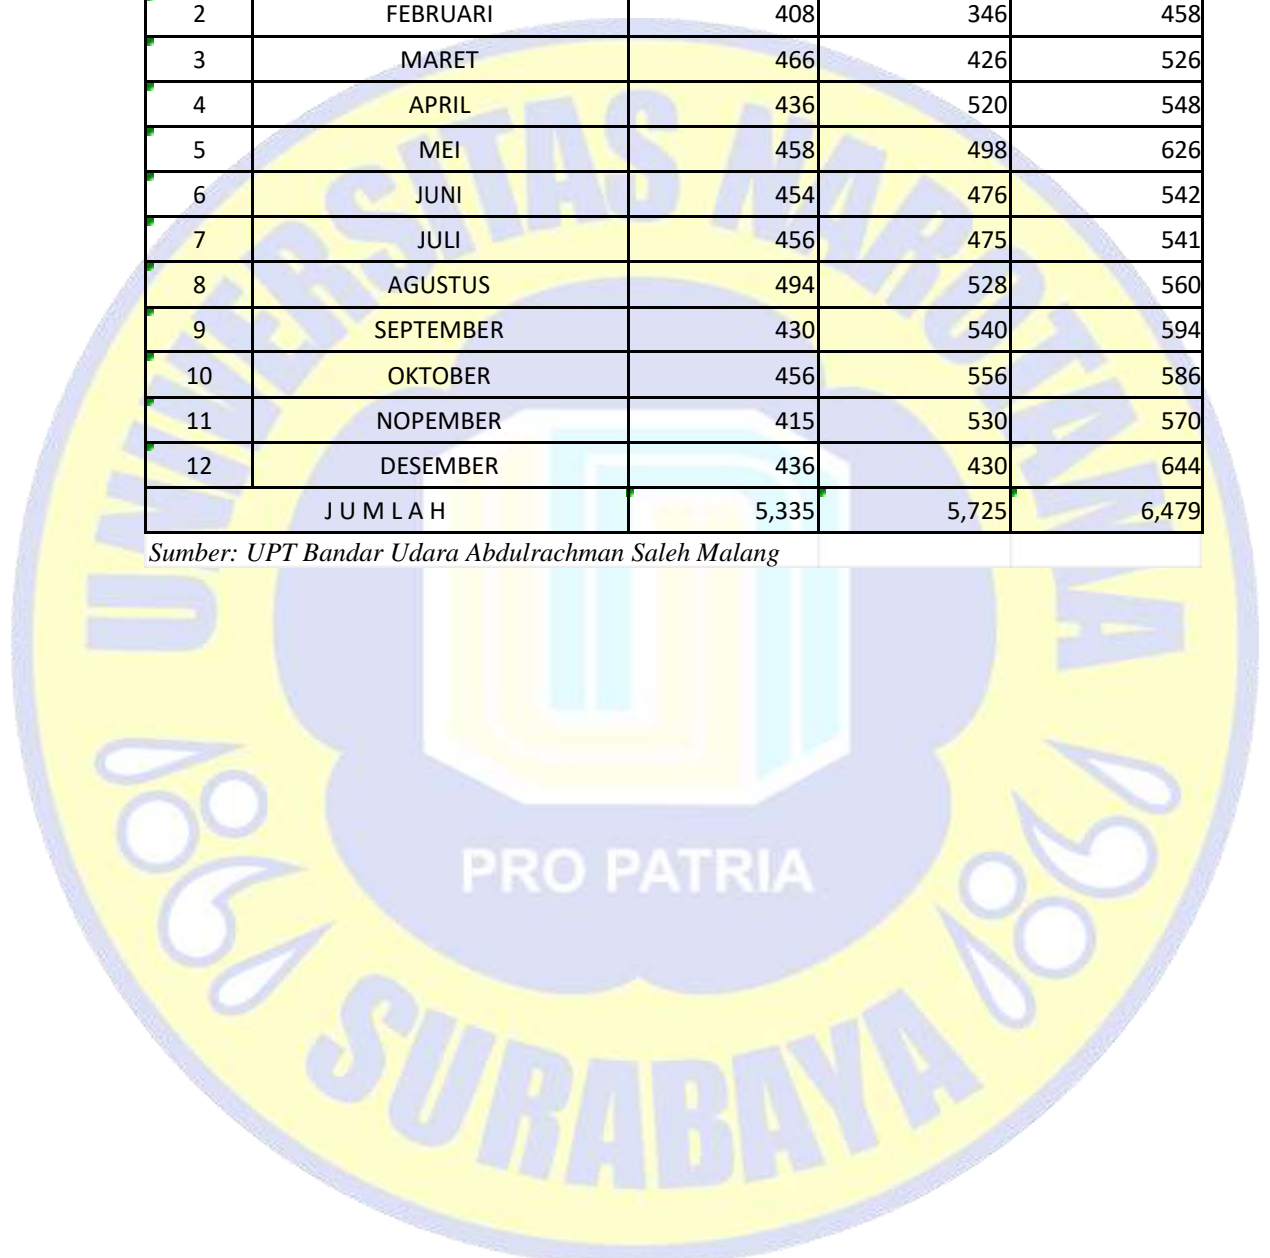 2 FEBRUARI 408 346 458
3 MARET 466 426 526
4 APRIL 436 520 548
5 MEI 458 498 626
6 JUNI 454 476 542
7 JULI 456 475 541
8 AGUSTUS 494 528 560
9 SEPTEMBER 430 540 594
10 OKTOBER 456 556 586
11 NOPEMBER 415 530 570
12 DESEMBER 436 430 644
J U M L A H 5,335 5,725 6,479
Sumber: UPT Bandar Udara Abdulrachman Saleh Malang
UNIVERSITAS NAROTAMA
PRO PATRIA
SURABAYA